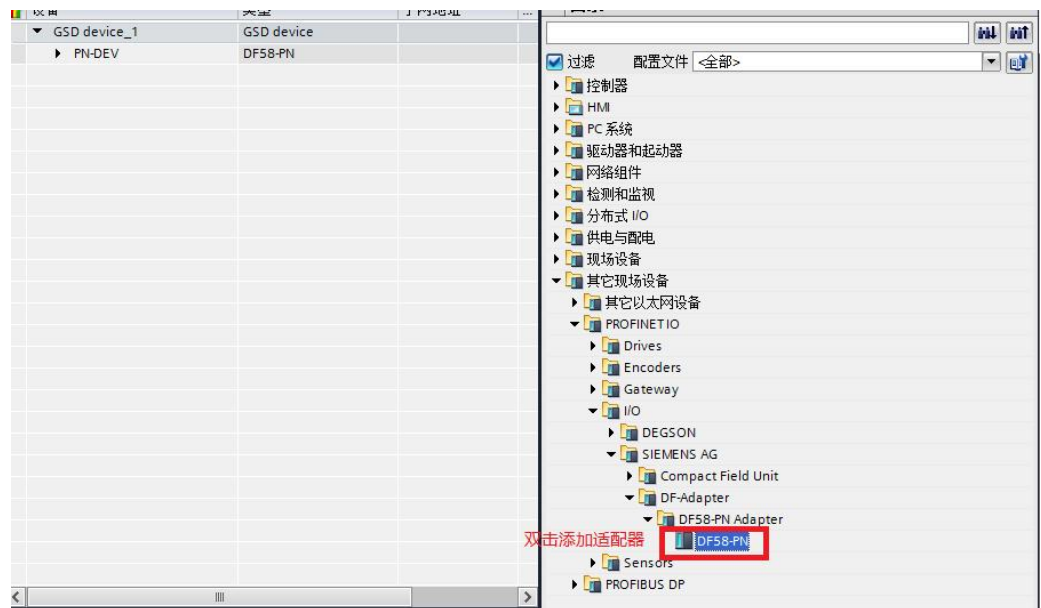 GSD device_1 GSD device
PN-DEV DF58-PN
过滤 配置文件 <全部>
控制器
HMI
PC 系统
驱动器和起动器
网络组件
检测和监视
分布式 I/O
供电与配电
现场设备
其它现场设备
其它以太网设备
PROFINET IO
Drives
Encoders
Gateway
I/O
DEGSON
SIEMENS AG
Compact Field Unit
DF-Adapter
DF58-PN Adapter
双击添加适配器 DF58-PN
Sensors
PROFIBUS DP